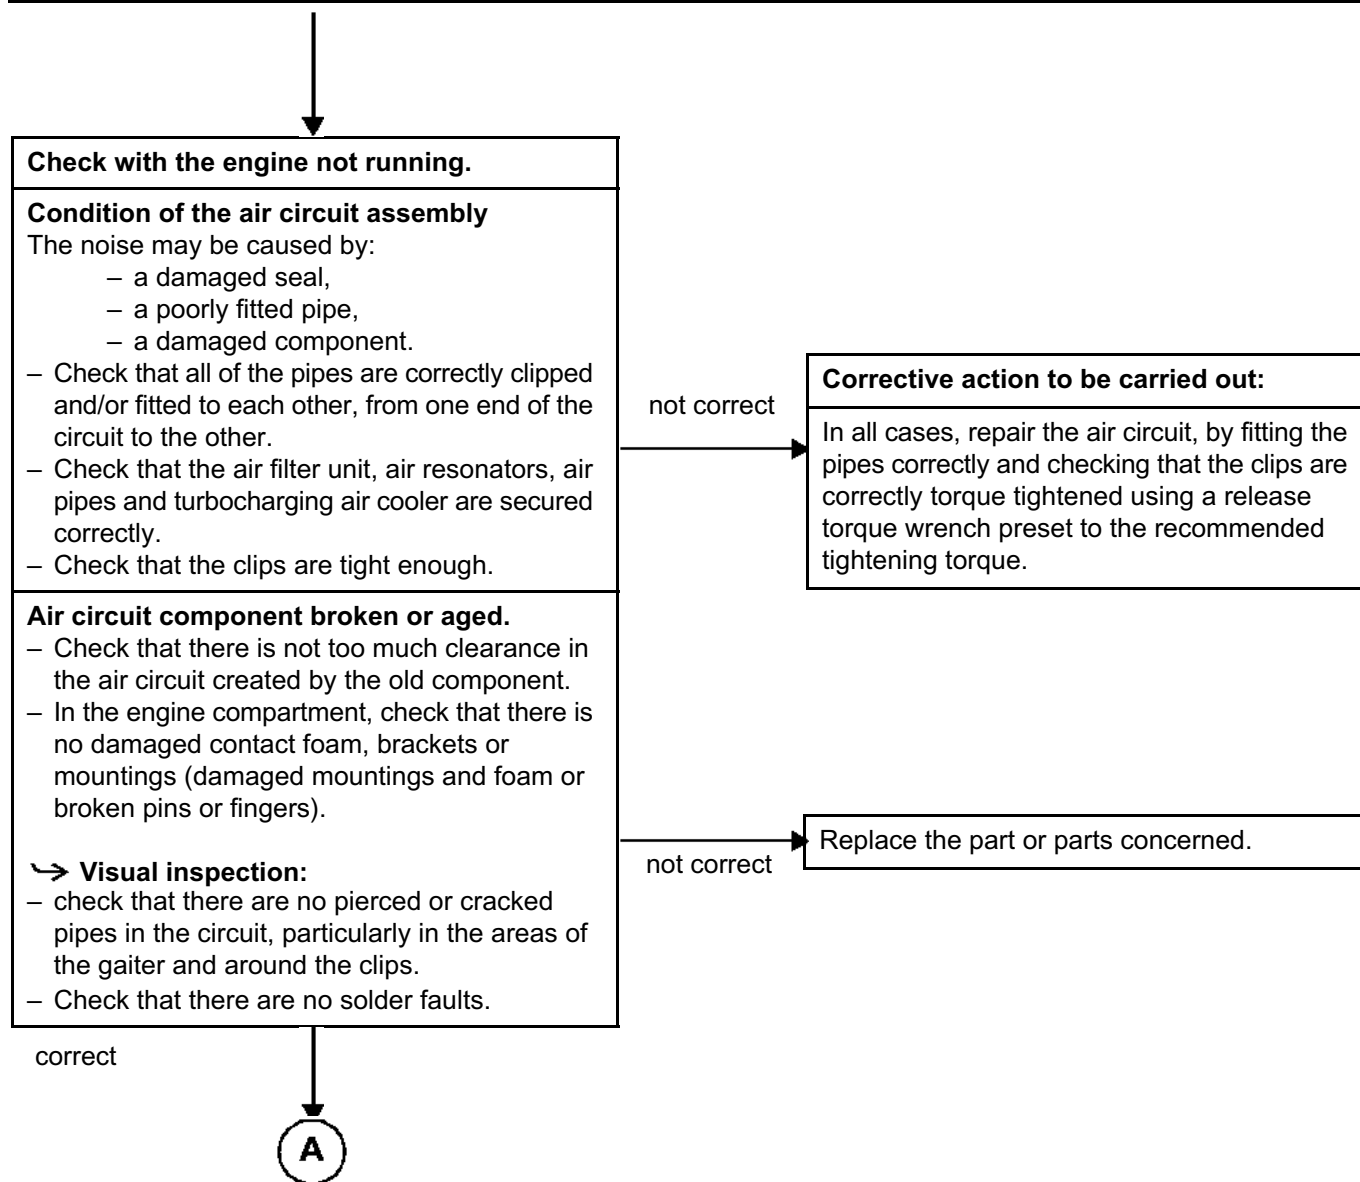 Check with the engine not running.
Condition of the air circuit assembly
The noise may be caused by:
– a damaged seal,
– a poorly fitted pipe,
– a damaged component.
– Check that all of the pipes are correctly clipped
and/or fitted to each other, from one end of the
circuit to the other.
– Check that the air filter unit, air resonators, air
pipes and turbocharging air cooler are secured
correctly.
– Check that the clips are tight enough.
not correct
Corrective action to be carried out:
In all cases, repair the air circuit, by fitting the
pipes correctly and checking that the clips are
correctly torque tightened using a release
torque wrench preset to the recommended
tightening torque.
Air circuit component broken or aged.
– Check that there is not too much clearance in
the air circuit created by the old component.
– In the engine compartment, check that there is
no damaged contact foam, brackets or
mountings (damaged mountings and foam or
broken pins or fingers).
Visual inspection:
– check that there are no pierced or cracked
pipes in the circuit, particularly in the areas of
the gaiter and around the clips.
– Check that there are no solder faults.
not correct
Replace the part or parts concerned.
correct
A